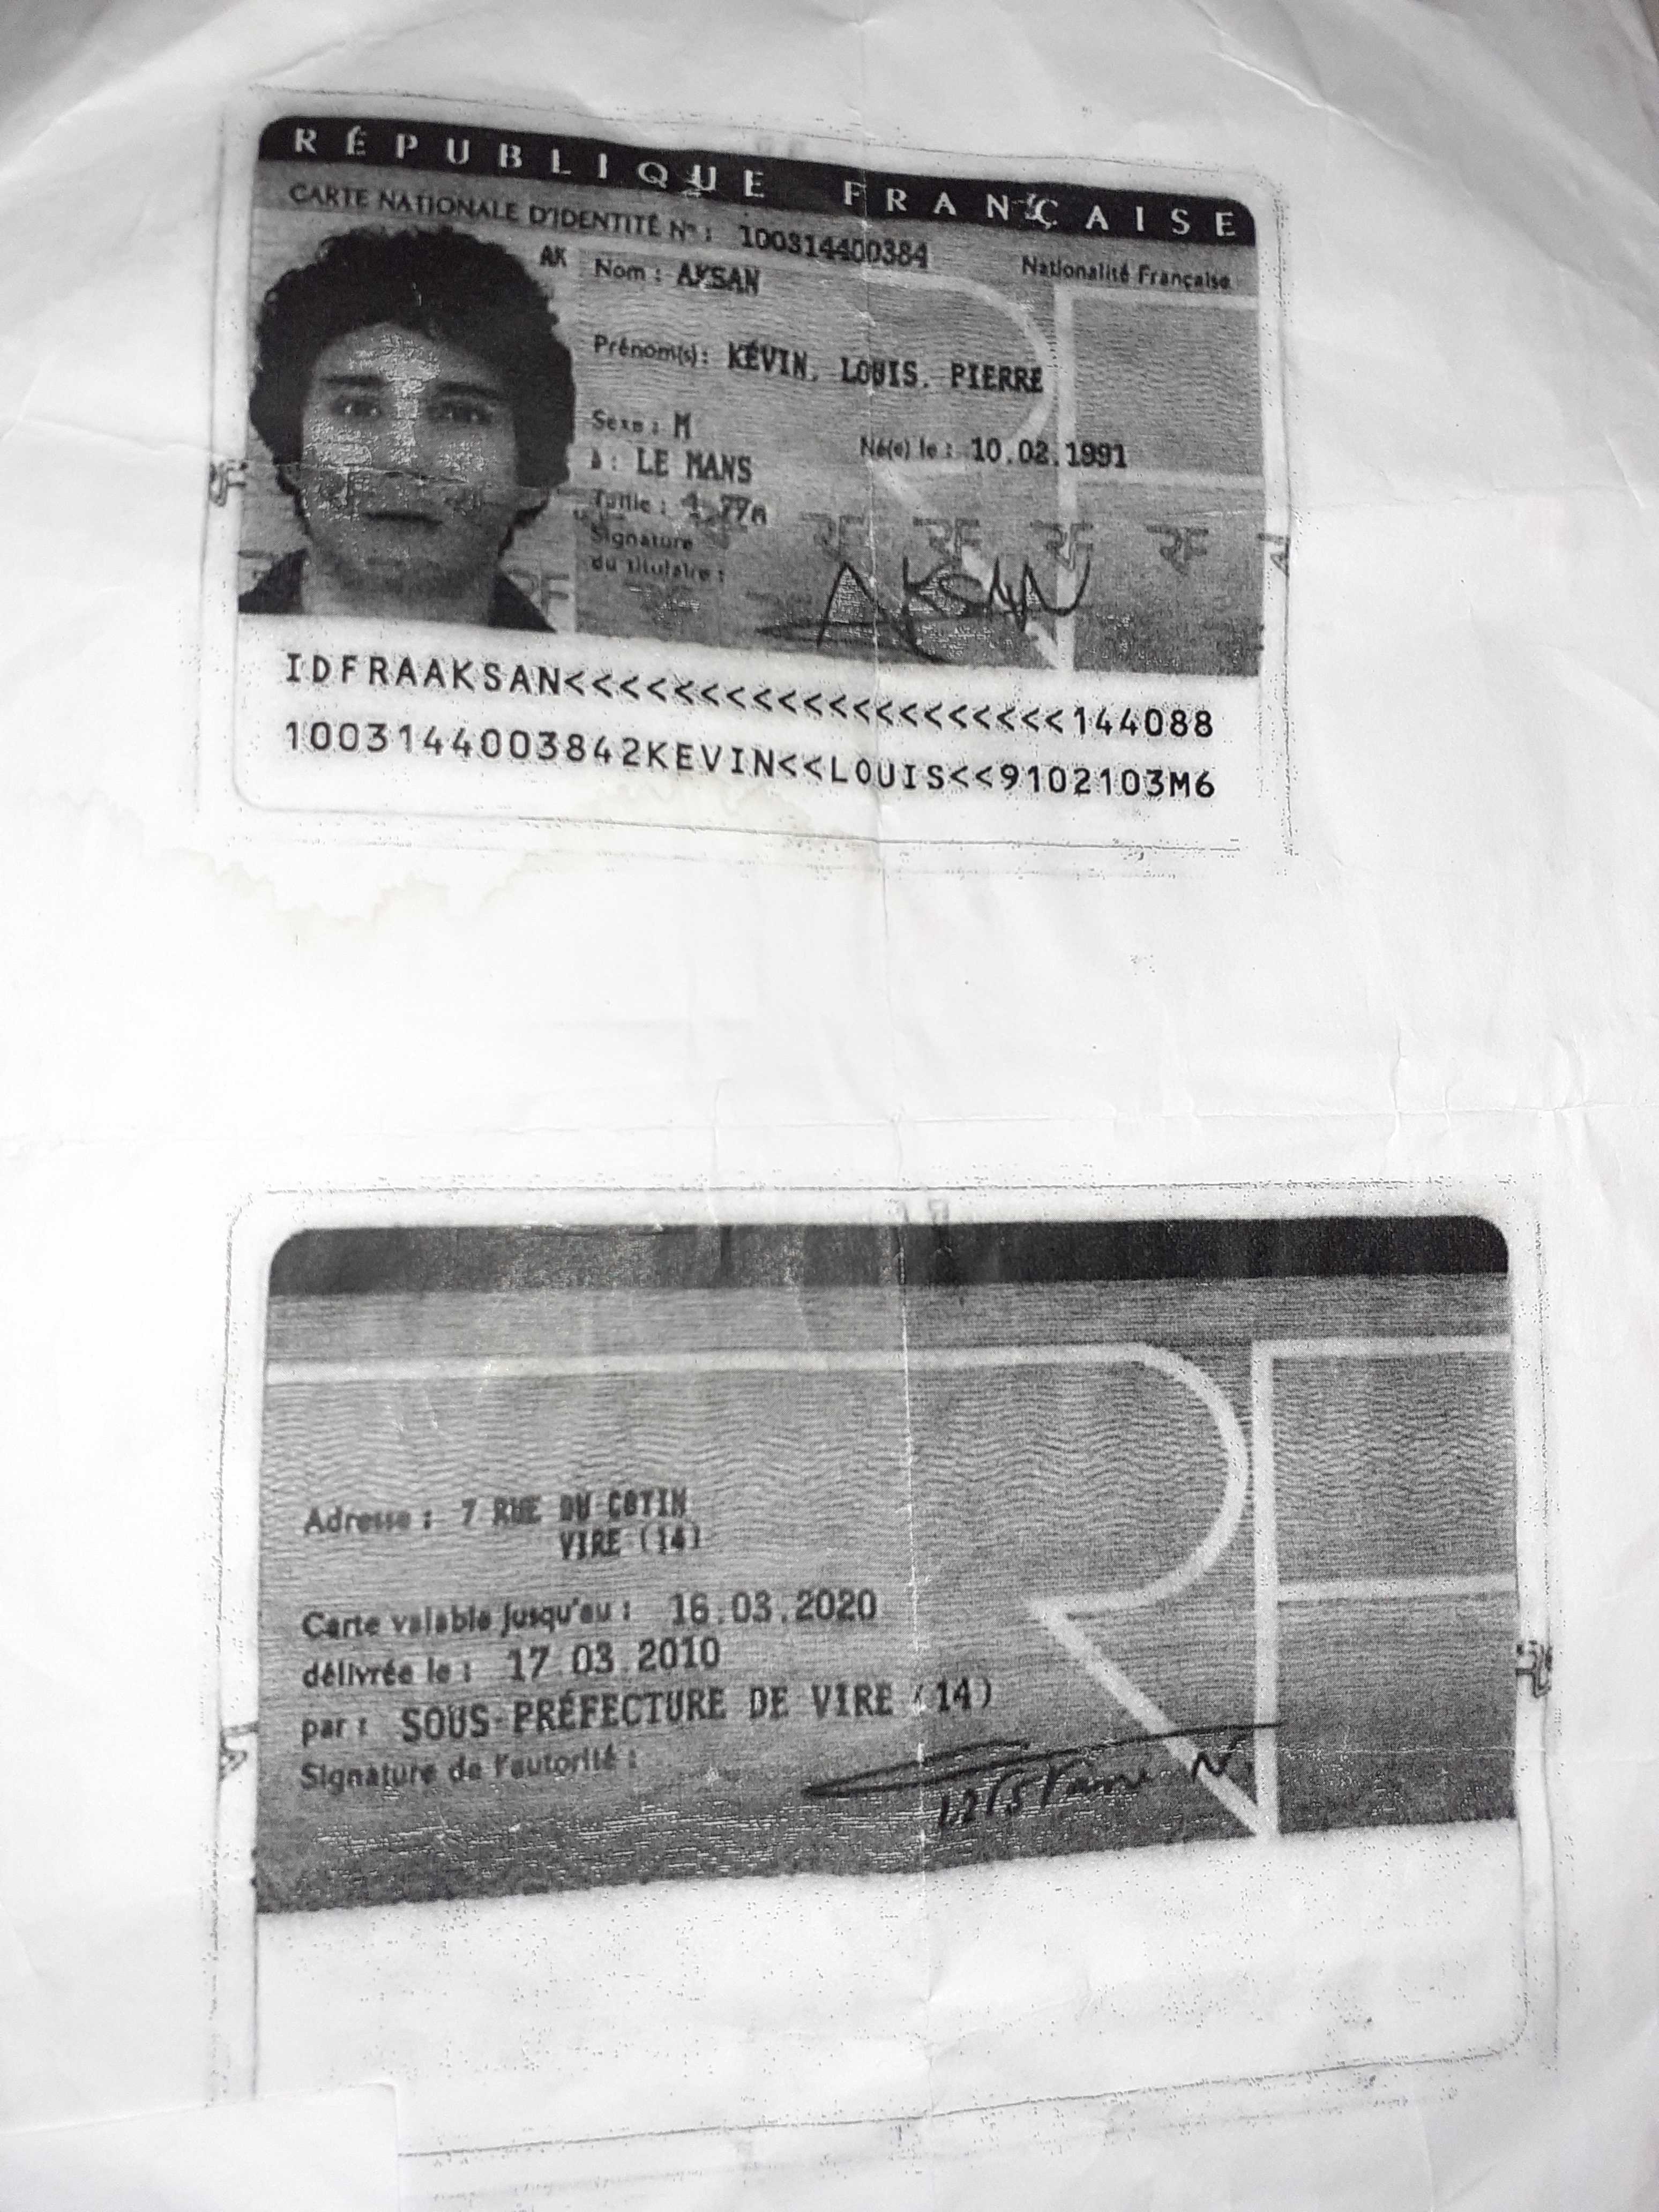 RÉPUBLIQUE FRANÇAISE
CARTE NATIONALE D'IDENTITÉ Nº : 100314400384
Nationalité Française
AK Nom : AKSAN
Prénom(s) : KÉVIN, LOUIS, PIERRE
Sexe : M
Né(e) le : 10.02.1991
à : LE MANS
Taille : 1,77m
Signature
du titulaire :
AKSAN
IDFRAAKSAN<<<<<<<<<<<<<<<<<<<<144088
1003144003842KEVIN<<LOUIS<<9102103M6
Adresse : 7 RUE DU COTIN
VIRE (14)
Carte valable jusqu'au : 16.03.2020
délivrée le : 17.03.2010
par : SOUS-PRÉFECTURE DE VIRE (14)
Signature de l'autorité :